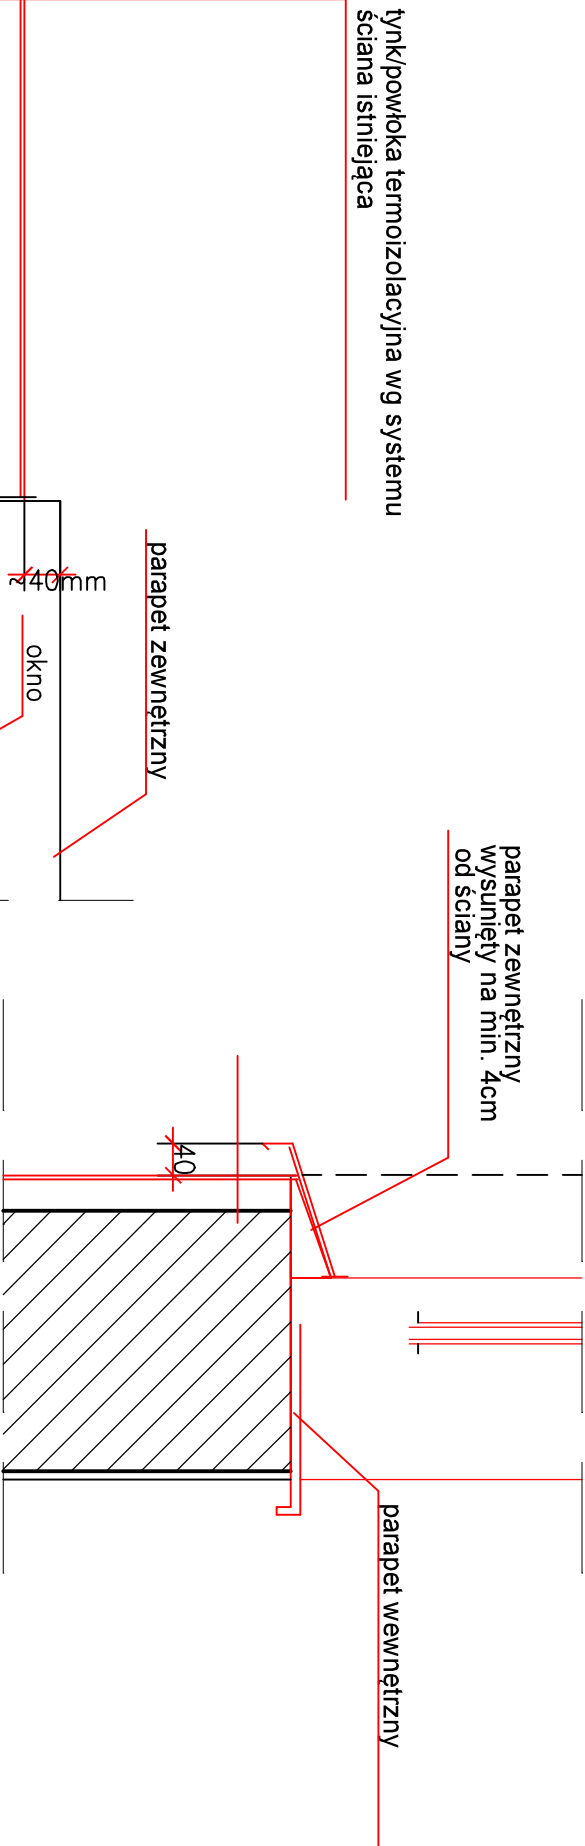 tynk/powłoka termoizolacyjna wg systemu
ściana istniejąca
parapet zewnętrzny
~40mm
okno
parapet zewnętrzny
wysunięty na min. 4cm
od ściany
40
parapet wewnętrzny